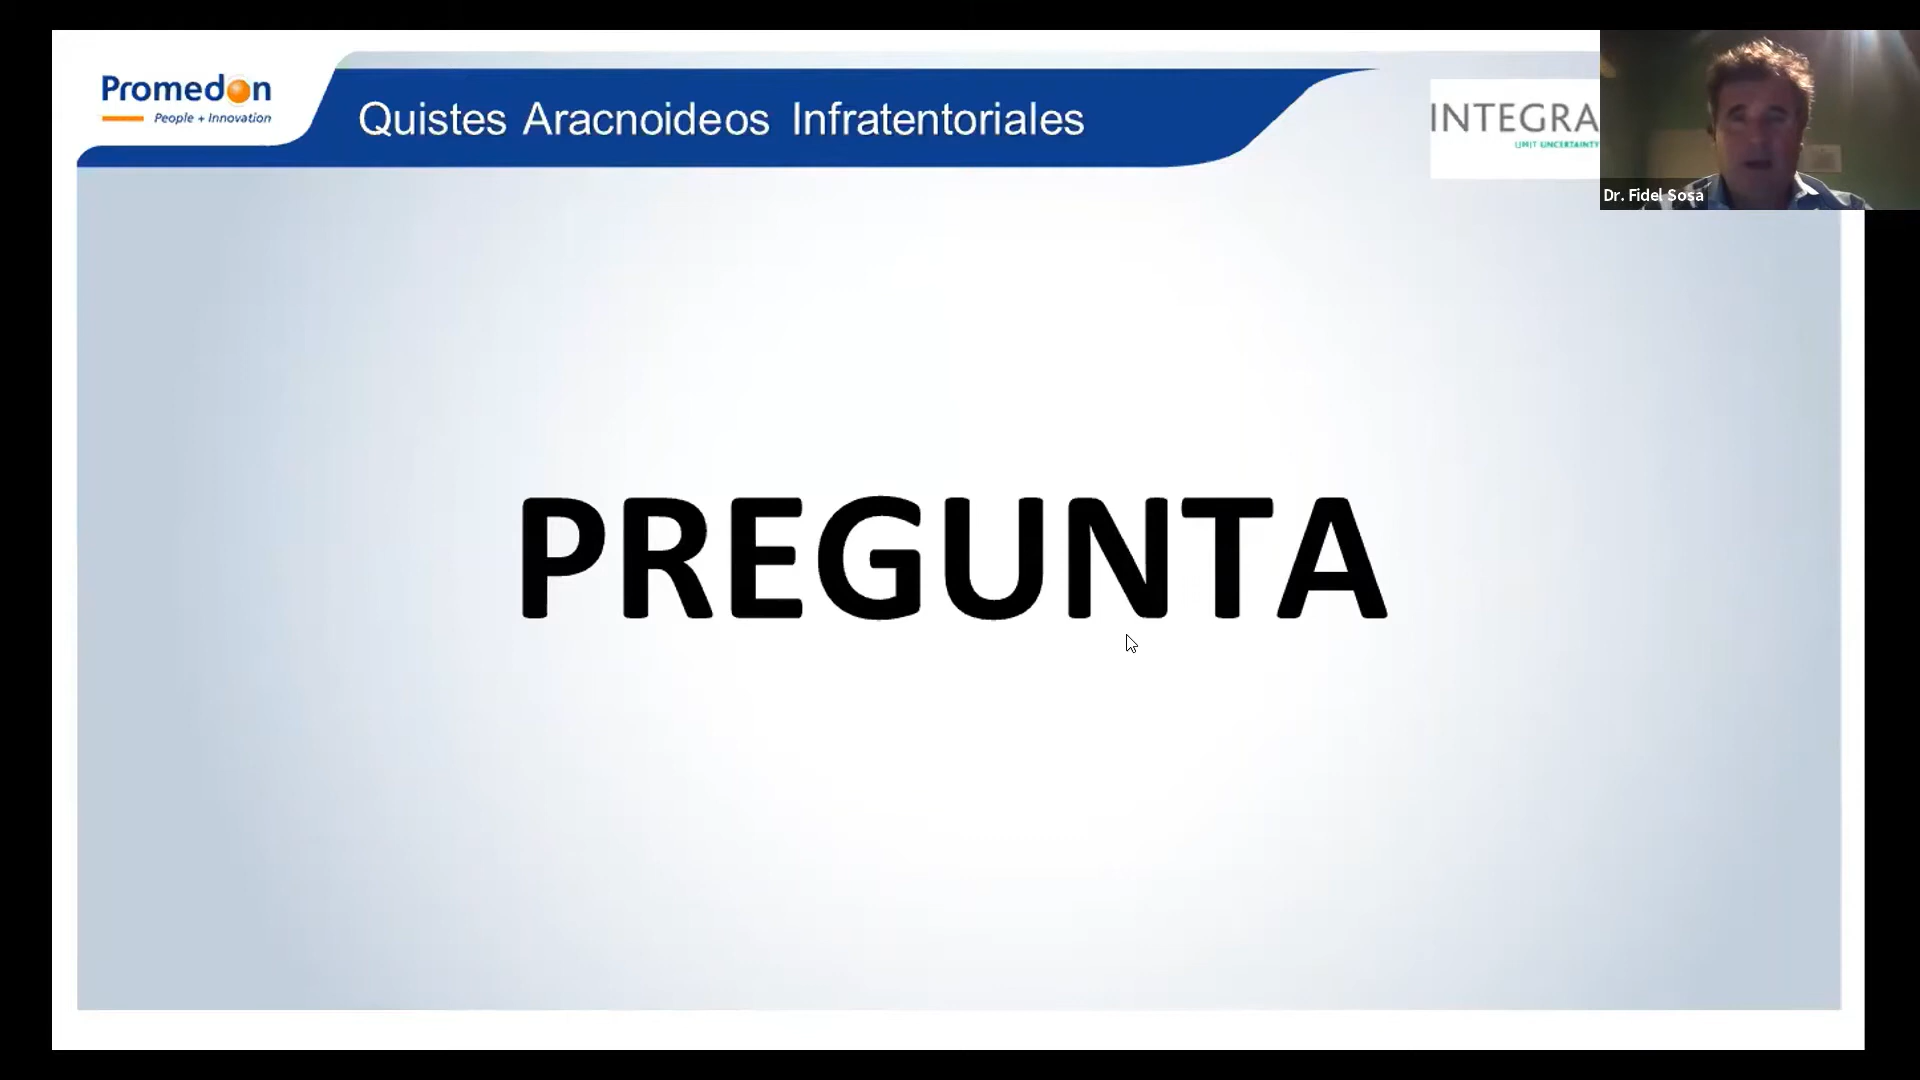 Promedon
People + Innovation
Quistes Aracnoideos Infratentoriales
INTEGRA
LIMIT UNCERTAINTY
Dr. Fidel Sosa
PREGUNTA